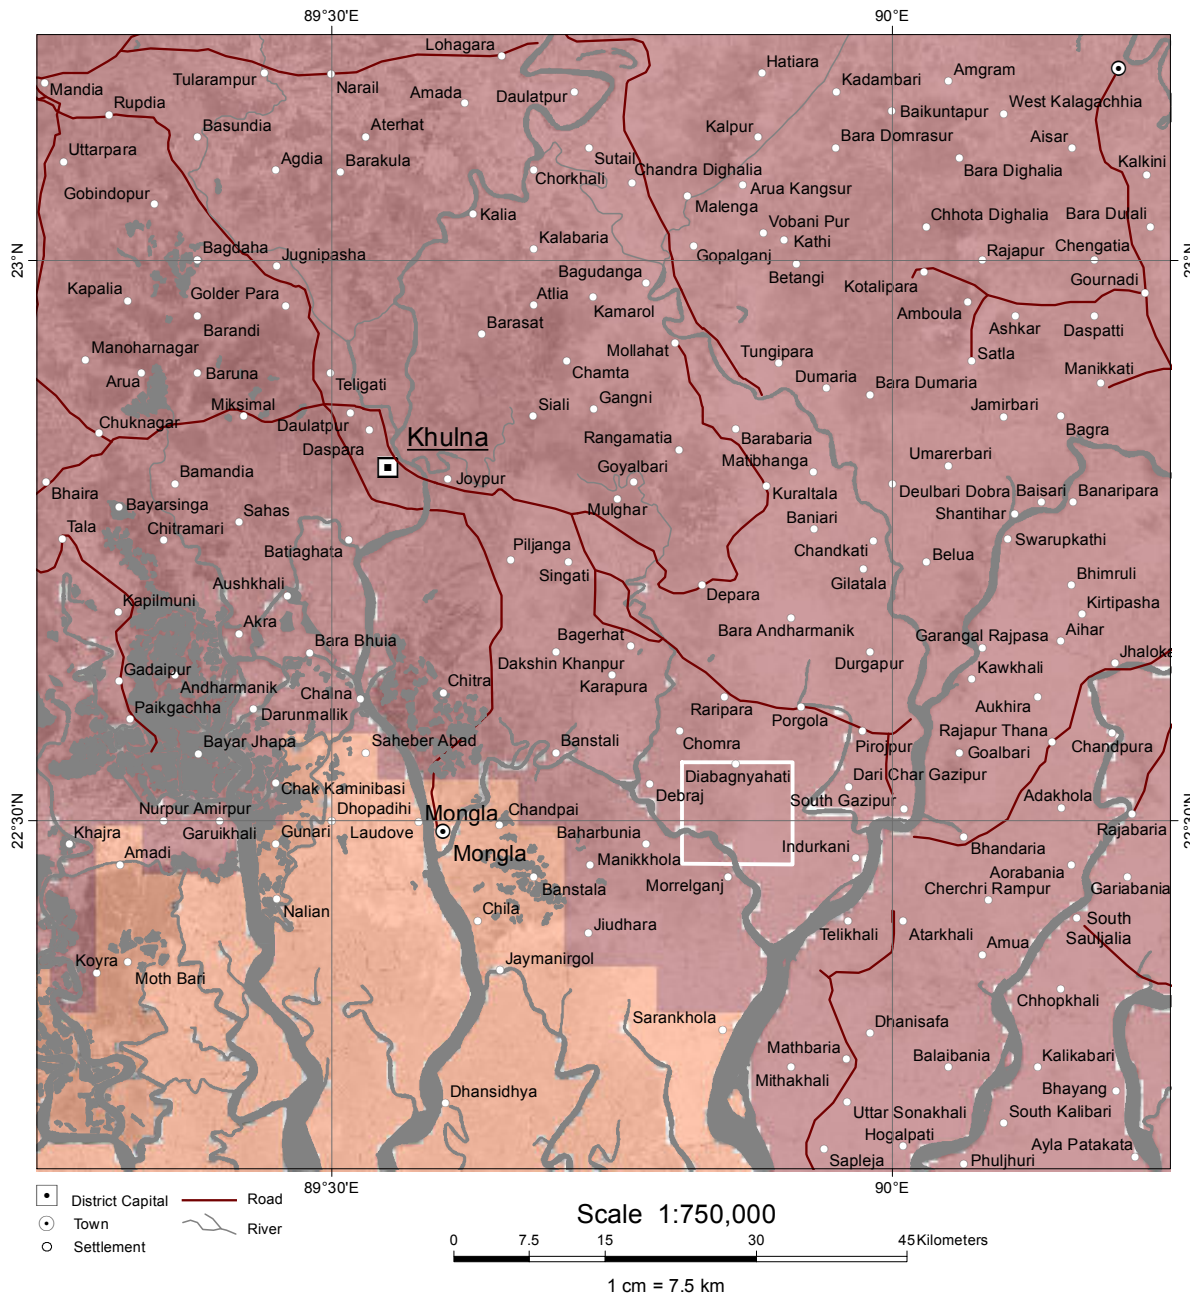 89°30'E
90°E
Lohagara
Hatiara
Tularampur
Narail
Amada
Daulatpur
Kadambari
Amgram
Mandia
Rupdia
Baikuntapur
West Kalagachhia
Basundia
Aterhat
Kalpur
Bara Domrasur
Aisar
Uttarpara
Agdia
Barakula
Sutail
Chorkhali
Chandra Dighalia
Arua Kangsur
Bara Dighalia
Kalkini
Gobindopur
Malenga
Kalia
Vobani Pur
Chhota Dighalia
Bara Dulali
Kalabaria
Kathi
Gopalganj
Rajapur
Chengatia
23°N
Bagdaha
Jugnipasha
Bagudanga
Betangi
Kotalipara
Gournadi
23°N
Kapalia
Golder Para
Atlia
Kamarol
Amboula
Barandi
Barasat
Ashkar
Daspatti
Manoharnagar
Mollahat
Tungipara
Satla
Arua
Baruna
Teligati
Chamta
Dumaria
Bara Dumaria
Manikkati
Miksimal
Siali
Gangni
Jamirbari
Chuknagar
Daulatpur
Khulna
Daspara
Rangamatia
Barabaria
Bagra
Matibhanga
Umarerbari
Bamandia
Joypur
Goyalbari
Bhaira
Bayarsinga
Sahas
Mulghar
Kuraltala
Deulbari Dobra
Baisari
Banaripara
Tala
Chitramari
Baniari
Shantihar
Batiaghata
Piljanga
Chandkati
Swarupkathi
Singati
Belua
Aushkhali
Gilatala
Bhimruli
Kapilmuni
Depara
Kirtipasha
Akra
Bara Bhuia
Bagerhat
Bara Andharmanik
Garangal Rajpasa
Aihar
Gadaipur
Dakshin Khanpur
Durgapur
Kawkhali
Jhaloka
Andharmanik
Chalna
Chitra
Karapura
Paikgachha
Darunmallik
Raripara
Porgola
Aukhira
Bayar Jhapa
Saheber Abad
Banstali
Chomra
Pirojpur
Rajapur Thana
Goalbari
Chandpura
Chak Kaminibasi
Diabagnyahati
Dari Char Gazipur
Nurpur Amirpur
Dhopadihi
Mongla
Chandpai
Debraj
South Gazipur
Adakhola
22°30'N
Khajra
Garuikhali
Gunari
Laudove
Baharbunia
Rajabaria
22°30'N
Mongla
Indurkani
Bhandaria
Amadi
Manikkhola
Aorabania
Banstala
Morrelganj
Cherchri Rampur
Gariabania
Nalian
Chila
Jiudhara
Telikhali
Atarkhali
South
Sauljalia
Koyra
Amua
Moth Bari
Jaymanirgol
Chhopkhali
Sarankhola
Dhanisafa
Mathbaria
Balaibania
Kalikabari
Mithakhali
Dhansidhya
Bhayang
Uttar Sonakhali
South Kalibari
Hogalpati
Ayla Patakata
Sapleja
Phuljhuri
89°30'E
90°E
District Capital
Road
Town
River
Settlement
Scale 1:750,000
0 7.5 15 30 45 Kilometers
1 cm = 7.5 km